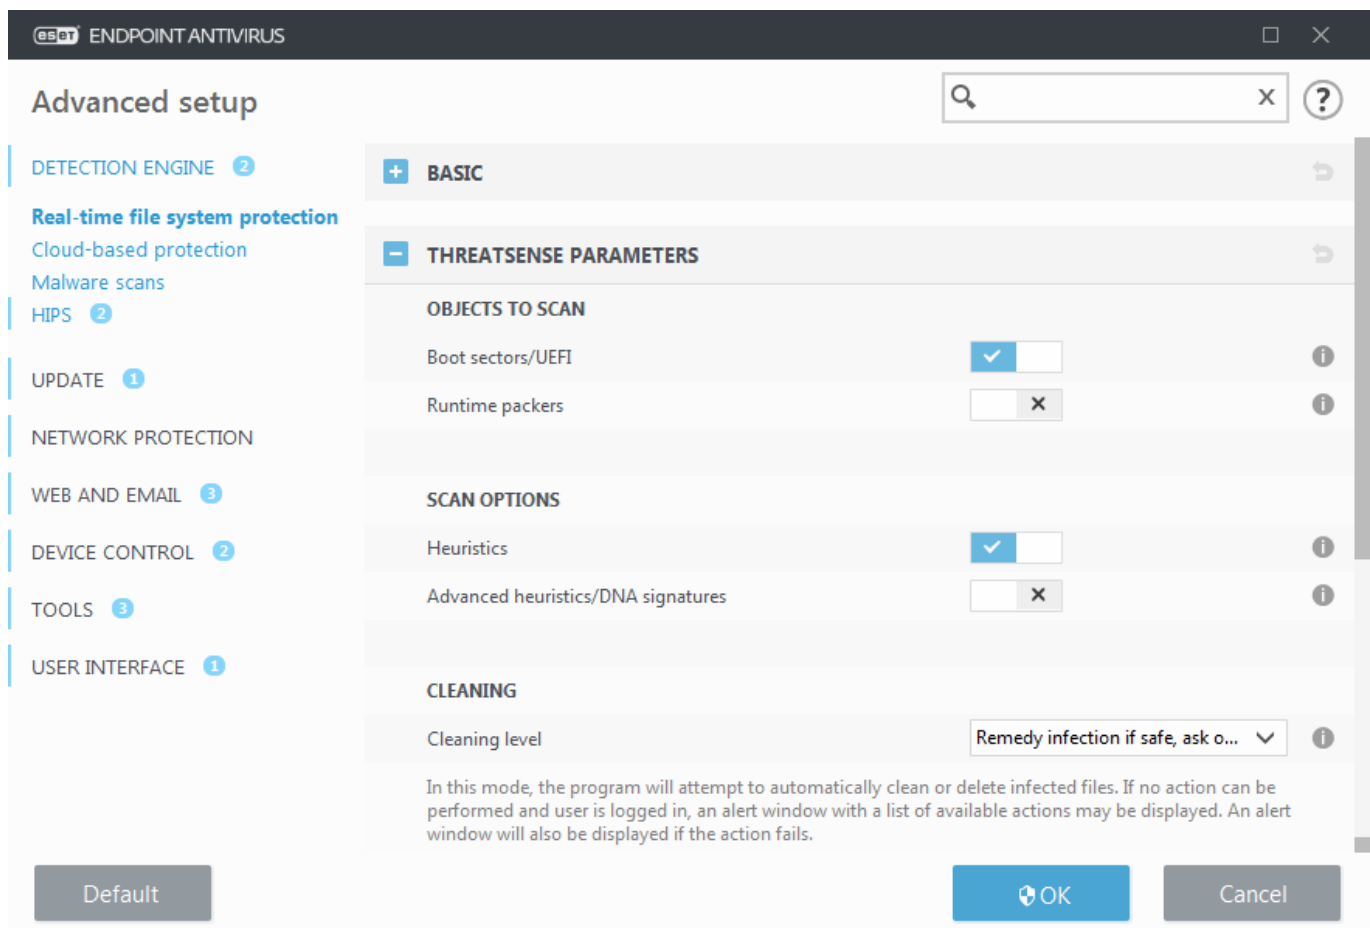 eset ENDPOINT ANTIVIRUS
Advanced setup
X
?
DETECTION ENGINE 2
Real-time file system protection
Cloud-based protection
Malware scans
HIPS 2
UPDATE 1
NETWORK PROTECTION
WEB AND EMAIL 3
DEVICE CONTROL 2
TOOLS 3
USER INTERFACE 1
BASIC
THREATSENSE PARAMETERS
OBJECTS TO SCAN
Boot sectors/UEFI
Runtime packers
SCAN OPTIONS
Heuristics
Advanced heuristics/DNA signatures
CLEANING
Cleaning level
Remedy infection if safe, ask o...
In this mode, the program will attempt to automatically clean or delete infected files. If no action can be
performed and user is logged in, an alert window with a list of available actions may be displayed. An alert
window will also be displayed if the action fails.
Default
OK
Cancel